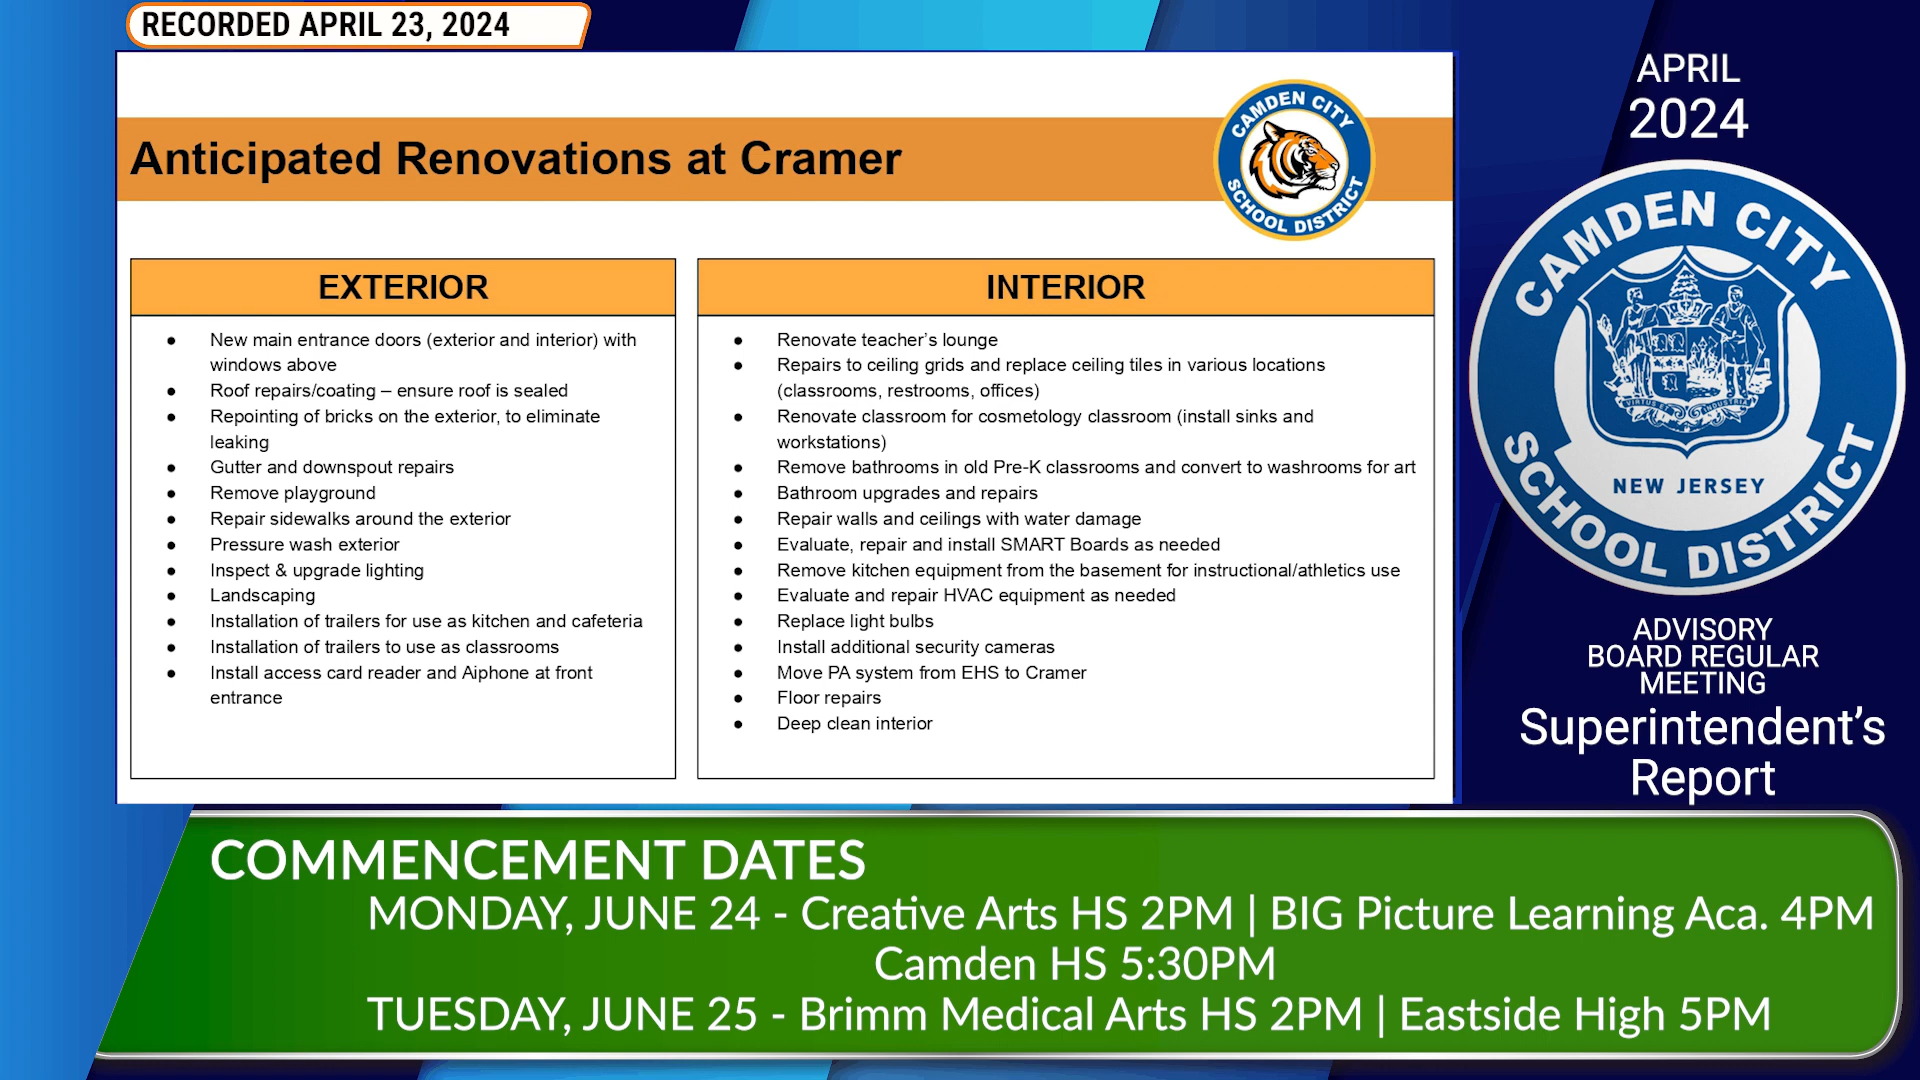 RECORDED APRIL 23, 2024
Anticipated Renovations at Cramer
CAMDEN CITY
SCHOOL DISTRICT
EXTERIOR
● New main entrance doors (exterior and interior) with
windows above
● Roof repairs/coating – ensure roof is sealed
● Repointing of bricks on the exterior, to eliminate
leaking
● Gutter and downspout repairs
● Remove playground
● Repair sidewalks around the exterior
● Pressure wash exterior
● Inspect & upgrade lighting
● Landscaping
● Installation of trailers for use as kitchen and cafeteria
● Installation of trailers to use as classrooms
● Install access card reader and Aiphone at front
entrance
INTERIOR
● Renovate teacher’s lounge
● Repairs to ceiling grids and replace ceiling tiles in various locations
(classrooms, restrooms, offices)
● Renovate classroom for cosmetology classroom (install sinks and
workstations)
● Remove bathrooms in old Pre-K classrooms and convert to washrooms for art
● Bathroom upgrades and repairs
● Repair walls and ceilings with water damage
● Evaluate, repair and install SMART Boards as needed
● Remove kitchen equipment from the basement for instructional/athletics use
● Evaluate and repair HVAC equipment as needed
● Replace light bulbs
● Install additional security cameras
● Move PA system from EHS to Cramer
● Floor repairs
● Deep clean interior
APRIL
2024
CAMDEN CITY
NEW JERSEY
SCHOOL DISTRICT
ADVISORY
BOARD REGULAR
MEETING
Superintendent’s
Report
COMMENCEMENT DATES
MONDAY, JUNE 24 - Creative Arts HS 2PM | BIG Picture Learning Aca. 4PM
Camden HS 5:30PM
TUESDAY, JUNE 25 - Brimm Medical Arts HS 2PM | Eastside High 5PM